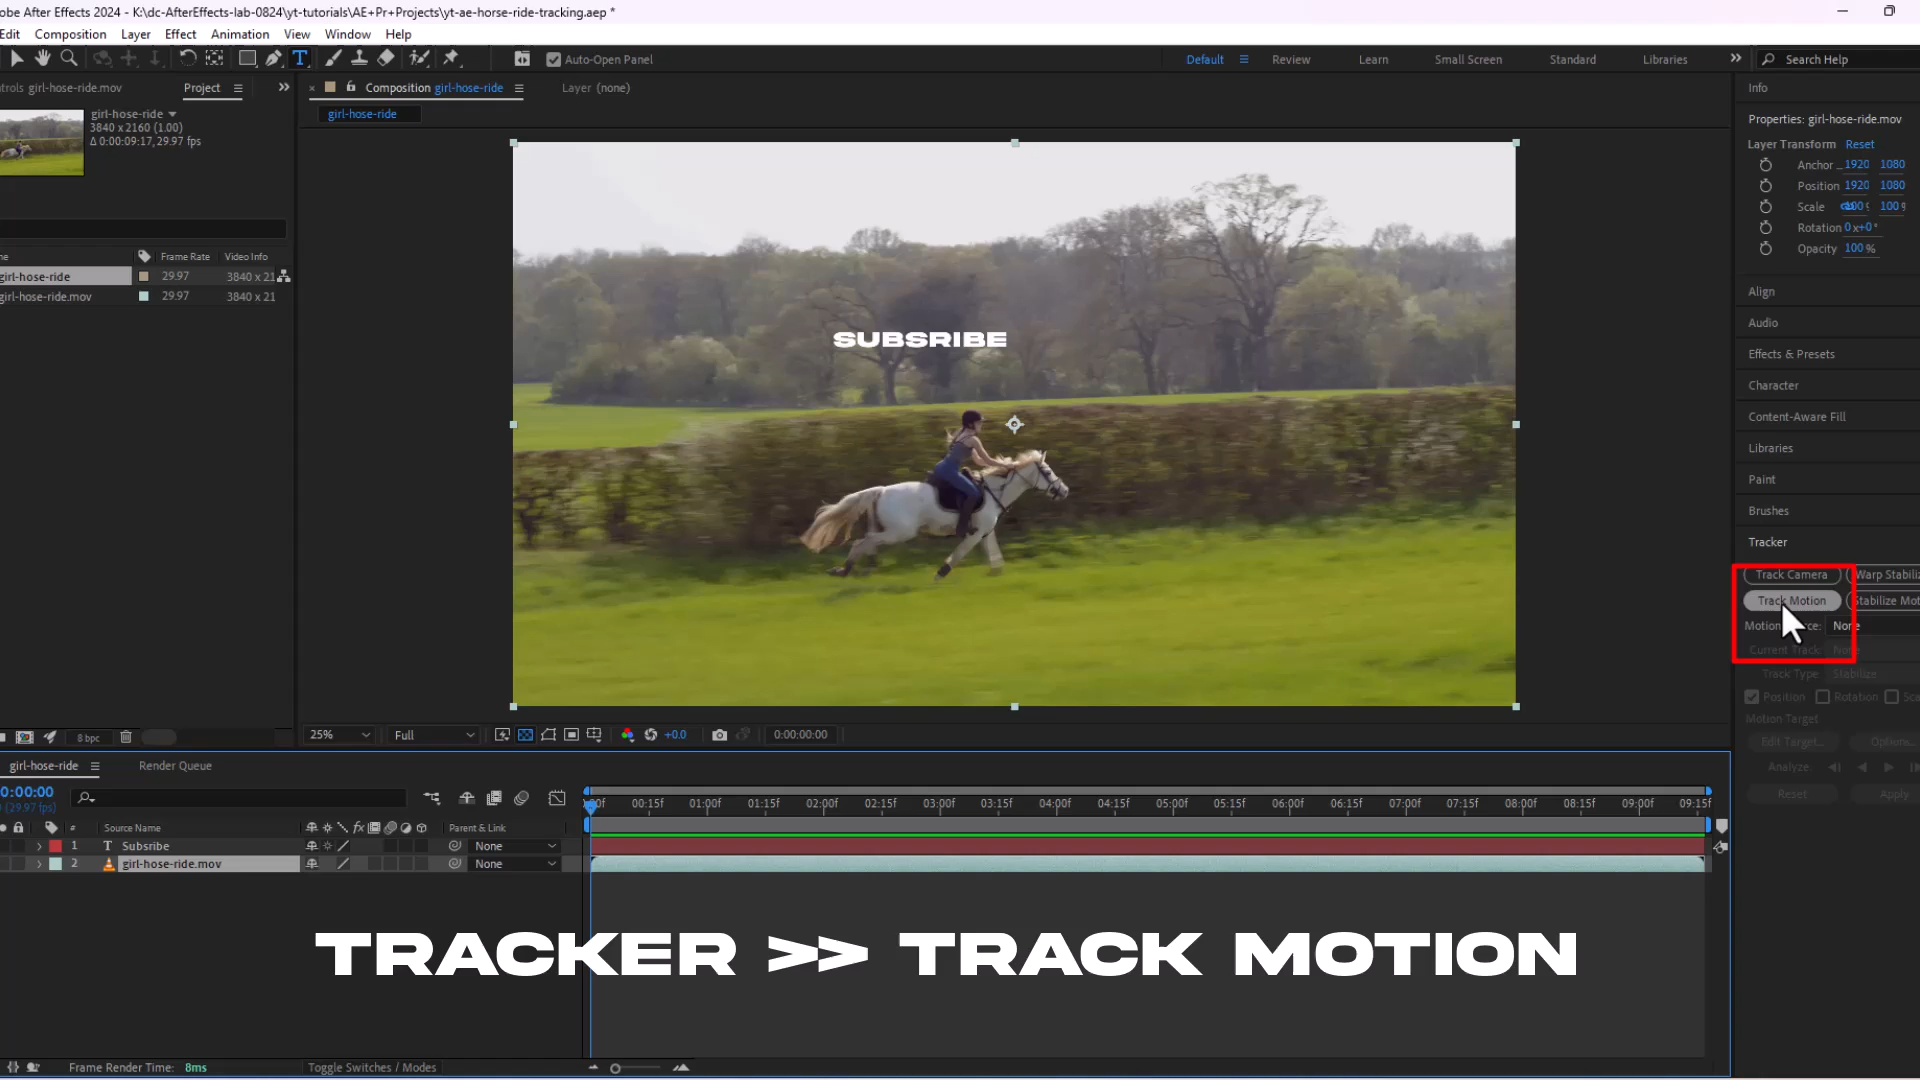 obe After Effects 2024 - K:\dc-AfterEffects-lab-0824\yt-tutorials\AE+Pr+Projects\yt-ae-horse-ride-tracking.aep *
Edit Composition Layer Effect Animation View Window Help
T Auto-Open Panel Default Review Learn Small Screen Standard Libraries Search Help
trols girl-hose-ride.mov Project Composition girl-hose-ride Layer (none) Info
girl-hose-ride
3840 x 2160 (1.00)
Δ 0:00:09:17, 29.97 fps
girl-hose-ride
Properties: girl-hose-ride.mov
Layer Transform Reset
Anchor ... 1920 1080
Position 1920 1080
Scale 100 100
Rotation 0x+0°
Opacity 100 %
me Frame Rate Video Info
girl-hose-ride 29.97 3840 x 21
girl-hose-ride.mov 29.97 3840 x 21
Align
Audio
SUBSRIBE
Effects & Presets
Character
Content-Aware Fill
Libraries
Paint
Brushes
Tracker
Track Camera Warp Stabiliz
Track Motion Stabilize Mot
Motion rce: None
Current Track: None
Track Type Stabilize
Position Rotation Sca
Motion Target
Edit Target... Options...
Analyze
Reset Apply
8 bpc 25% Full +0.0 0:00:00:00
girl-hose-ride Render Queue
0:00:00
(29.97 fps)
:00f 00:15f 01:00f 01:15f 02:00f 02:15f 03:00f 03:15f 04:00f 04:15f 05:00f 05:15f 06:00f 06:15f 07:00f 07:15f 08:00f 08:15f 09:00f 09:15f
# Source Name fx Parent & Link
1 T Subsribe None
2 girl-hose-ride.mov None
TRACKER >> TRACK MOTION
Frame Render Time: 8ms Toggle Switches / Modes